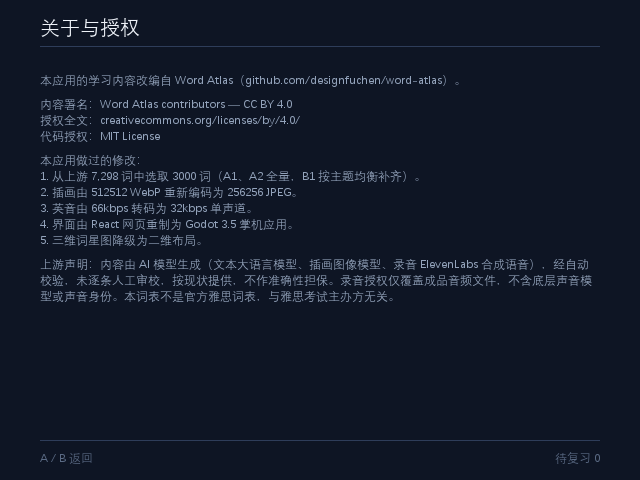 关于与授权
本应用的学习内容改编自 Word Atlas（github.com/designfuchen/word-atlas）。
内容署名：Word Atlas contributors — CC BY 4.0
授权全文：creativecommons.org/licenses/by/4.0/
代码授权：MIT License
本应用做过的修改：
1. 从上游 7,298 词中选取 3000 词（A1、A2 全量，B1 按主题均衡补齐）。
2. 插画由 512512 WebP 重新编码为 256256 JPEG。
3. 英音由 66kbps 转码为 32kbps 单声道。
4. 界面由 React 网页重制为 Godot 3.5 掌机应用。
5. 三维词星图降级为二维布局。
上游声明：内容由 AI 模型生成（文本大语言模型、插画图像模型、录音 ElevenLabs 合成语音），经自动
校验，未逐条人工审校，按现状提供，不作准确性担保。录音授权仅覆盖成品音频文件，不含底层声音模
型或声音身份。本词表不是官方雅思词表，与雅思考试主办方无关。
A / B 返回
待复习 0